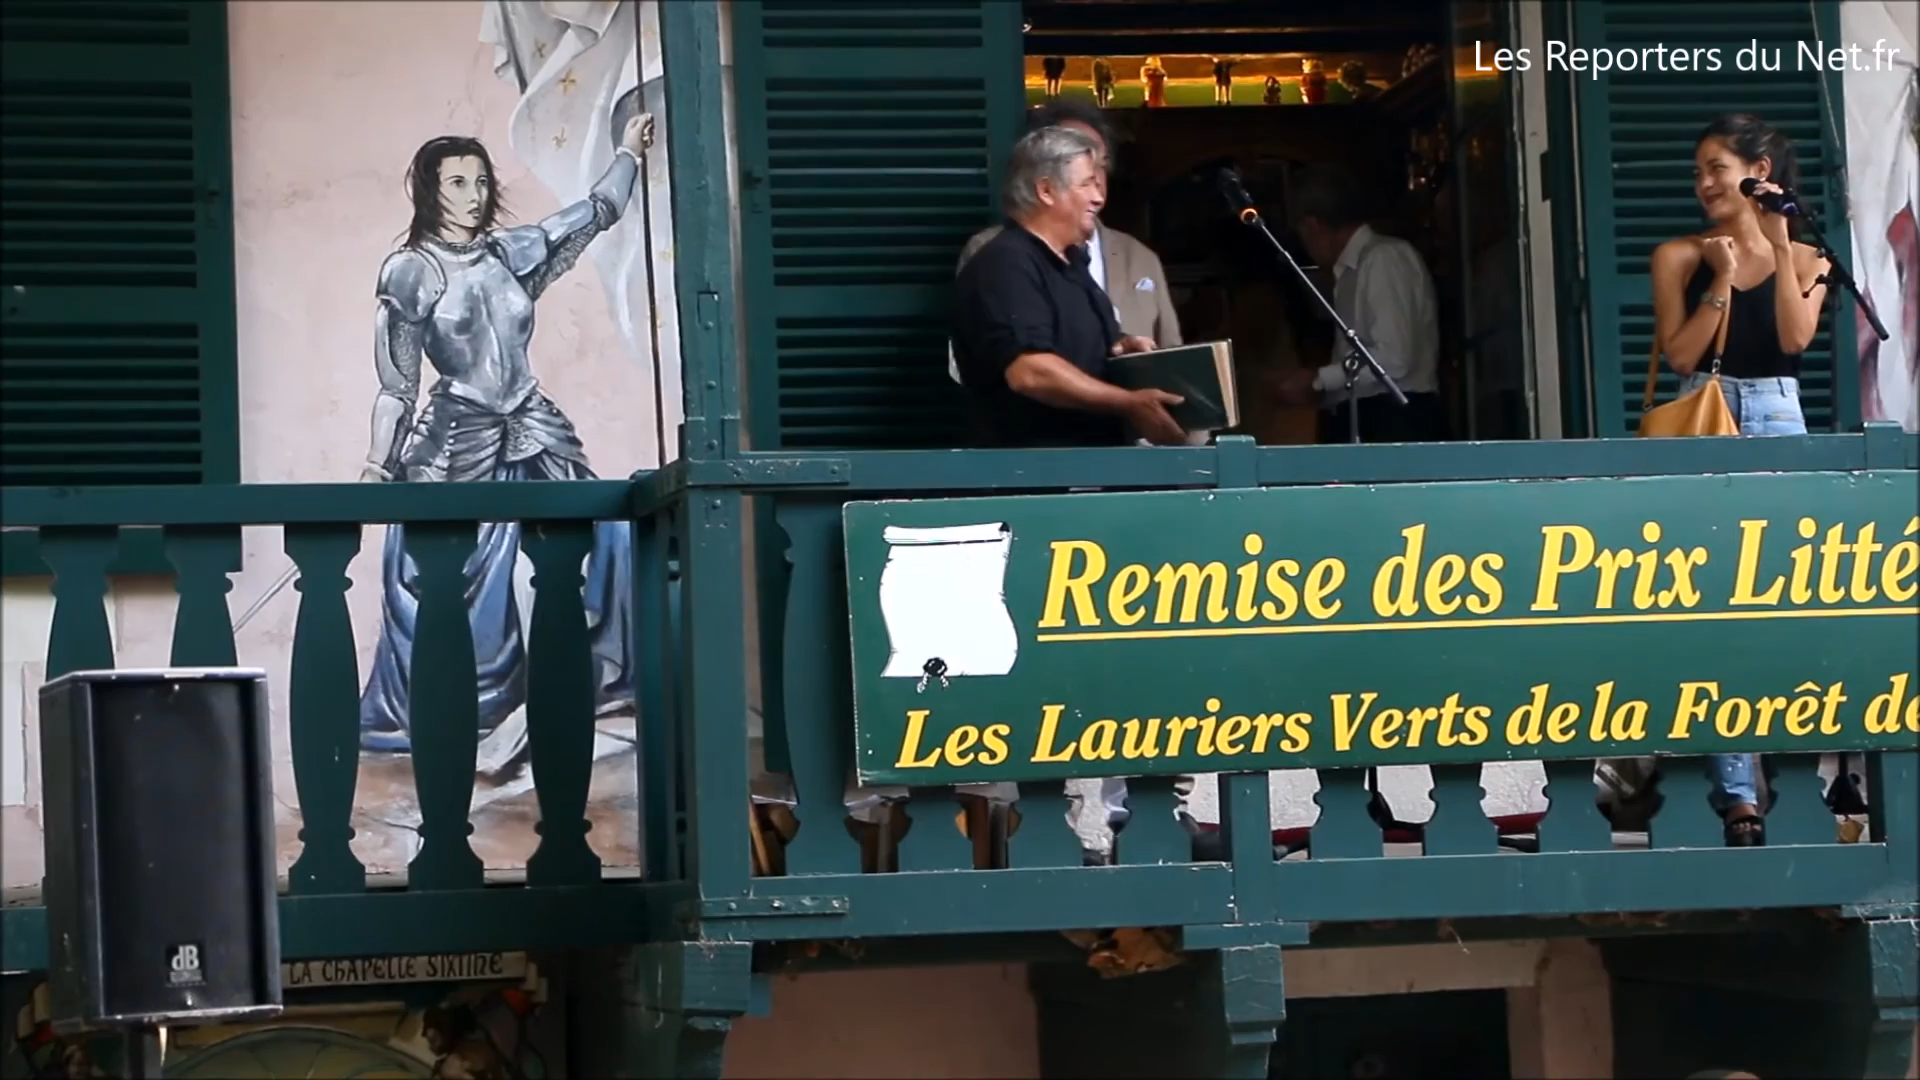 Les Reporters du Net.fr
Remise des Prix Litté
Les Lauriers Verts de la Forêt de
dB
LA ChAPELLE SIXTINE